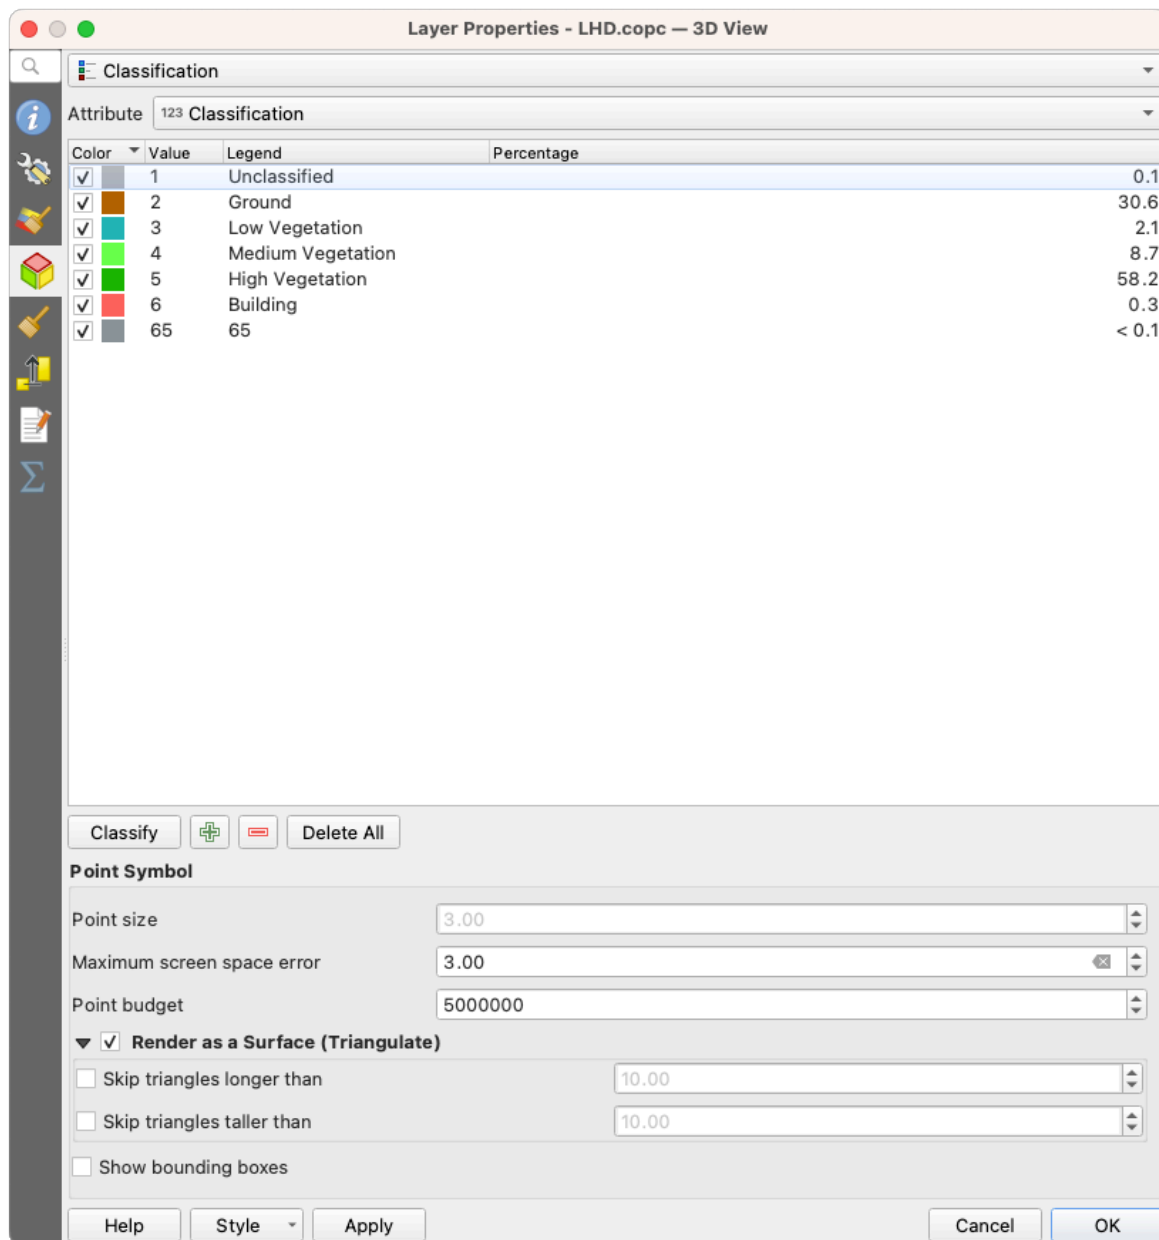 Layer Properties - LHD.copc — 3D View
Classification
Attribute 123 Classification
Color Value Legend Percentage
1 Unclassified 0.1
2 Ground 30.6
3 Low Vegetation 2.1
4 Medium Vegetation 8.7
5 High Vegetation 58.2
6 Building 0.3
65 65 < 0.1
Classify Delete All
Point Symbol
Point size 3.00
Maximum screen space error 3.00
Point budget 5000000
Render as a Surface (Triangulate)
Skip triangles longer than 10.00
Skip triangles taller than 10.00
Show bounding boxes
Help Style Apply Cancel OK